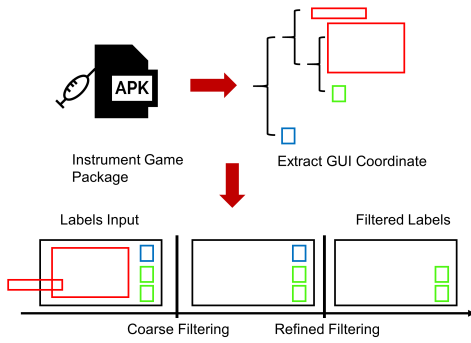 APK
Instrument Game
Package
Extract GUI Coordinate
Labels Input
Filtered Labels
Coarse Filtering
Refined Filtering